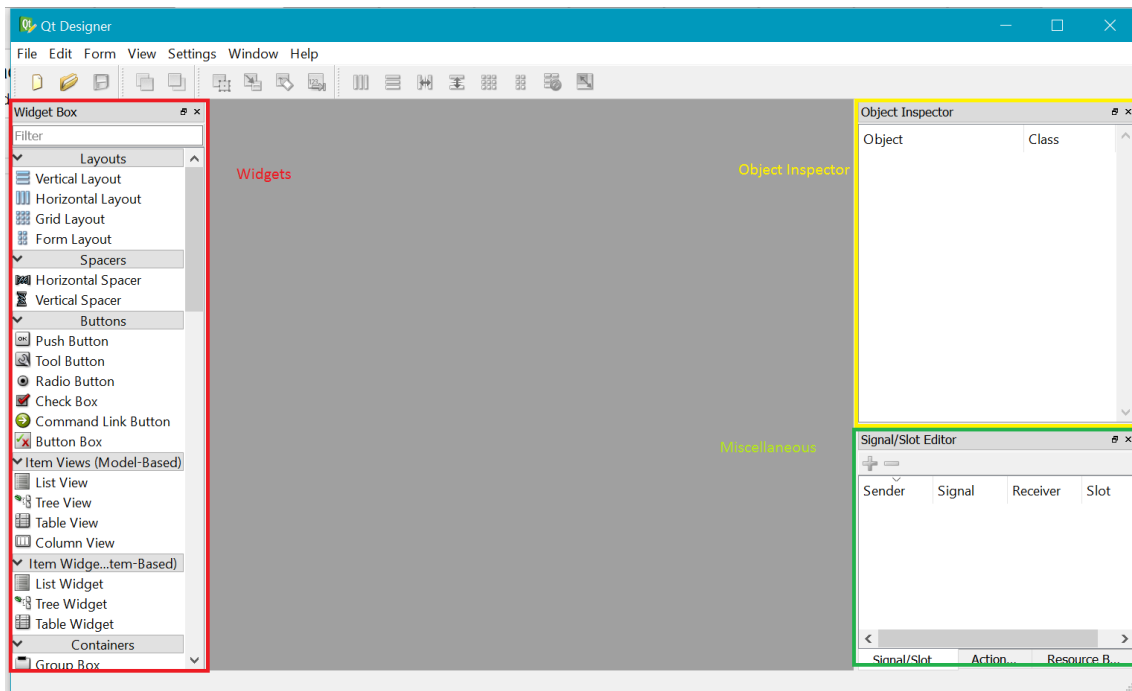 Qt Designer
File Edit Form View Settings Window Help
Widget Box
Filter
Layouts
Vertical Layout
Horizontal Layout
Grid Layout
Form Layout
Spacers
Horizontal Spacer
Vertical Spacer
Buttons
Push Button
Tool Button
Radio Button
Check Box
Command Link Button
Button Box
Item Views (Model-Based)
List View
Tree View
Table View
Column View
Item Widge...tem-Based)
List Widget
Tree Widget
Table Widget
Containers
Group Box
Widgets
Object Inspector
Miscellaneous
Object Inspector
Object Class
Signal/Slot Editor
Sender Signal Receiver Slot
Signal/Slot... Action... Resource B...